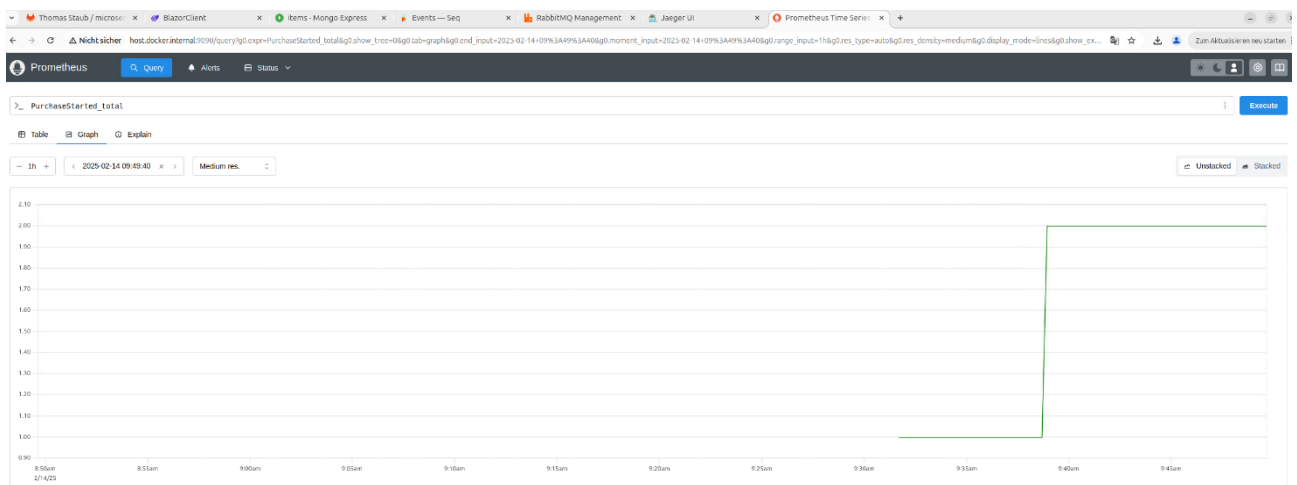 Thomas Staub / microser
BlazorClient
items - Mongo Express
Events — Seq
RabbitMQ Management
Jaeger UI
Prometheus Time Series
Nicht sicher host.docker.internal:9090/query?g0.expr=PurchaseStarted_total&g0.show_tree=0&g0.tab=graph&g0.end_input=2025-02-14+09%3A49%3A40&g0.moment_input=2025-02-14+09%3A49%3A40&g0.range_input=1h&g0.res_type=auto&g0.res_density=medium&g0.display_mode=lines&g0.show_ex...
Zum Aktualisieren neu starten
Prometheus Query Alerts Status
>_ PurchaseStarted_total Execute
Table Graph Explain
− 1h + < 2025-02-14 09:49:40 × > Medium res. Unstacked Stacked
2.10
2.00
1.90
1.80
1.70
1.60
1.50
1.40
1.30
1.20
1.10
1.00
0.90
8:50am 8:55am 9:00am 9:05am 9:10am 9:15am 9:20am 9:25am 9:30am 9:35am 9:40am 9:45am
2/14/25